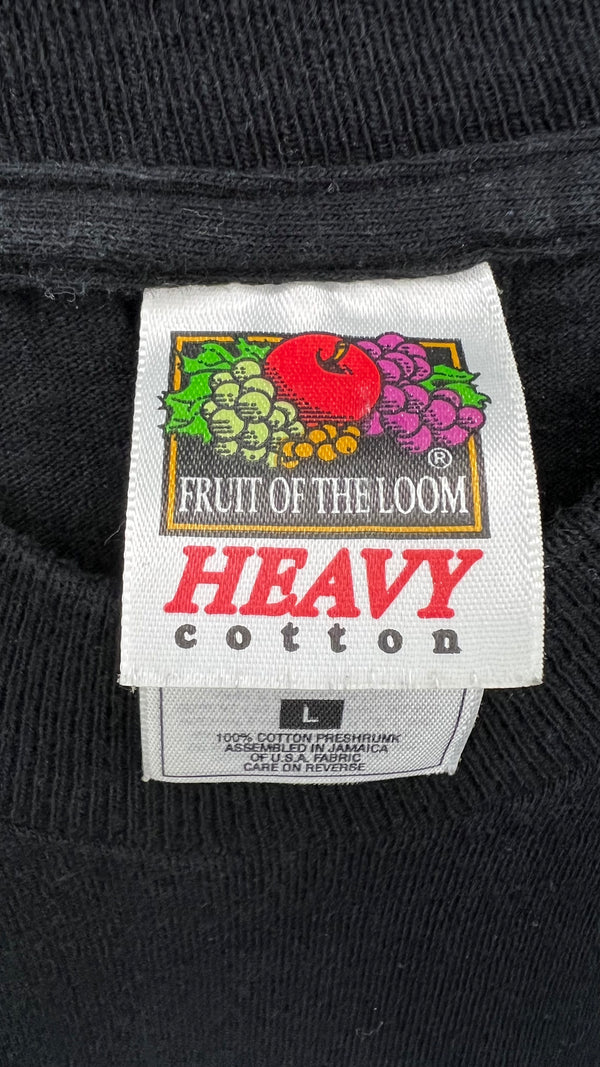 ®
FRUIT OF THE LOOM
HEAVY
cotton
L
100% COTTON PRESHRUNK
ASSEMBLED IN JAMAICA
OF U.S.A. FABRIC
CARE ON REVERSE